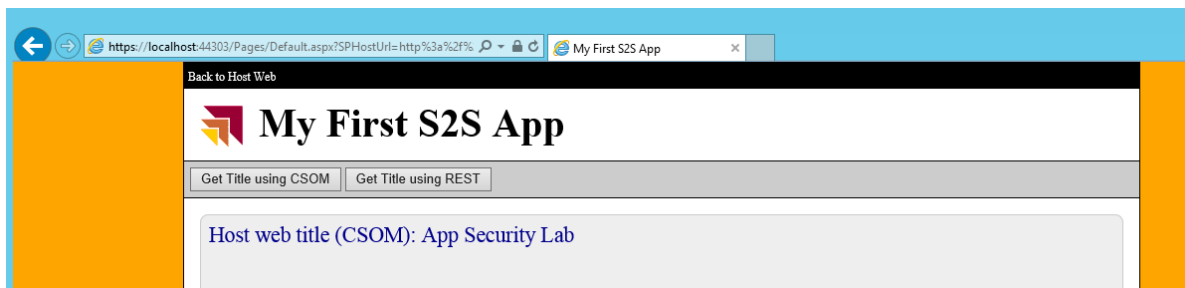 https://localhost:44303/Pages/Default.aspx?SPHostUrl=http%3a%2f% My First S2S App
Back to Host Web
My First S2S App
Get Title using CSOM Get Title using REST
Host web title (CSOM): App Security Lab